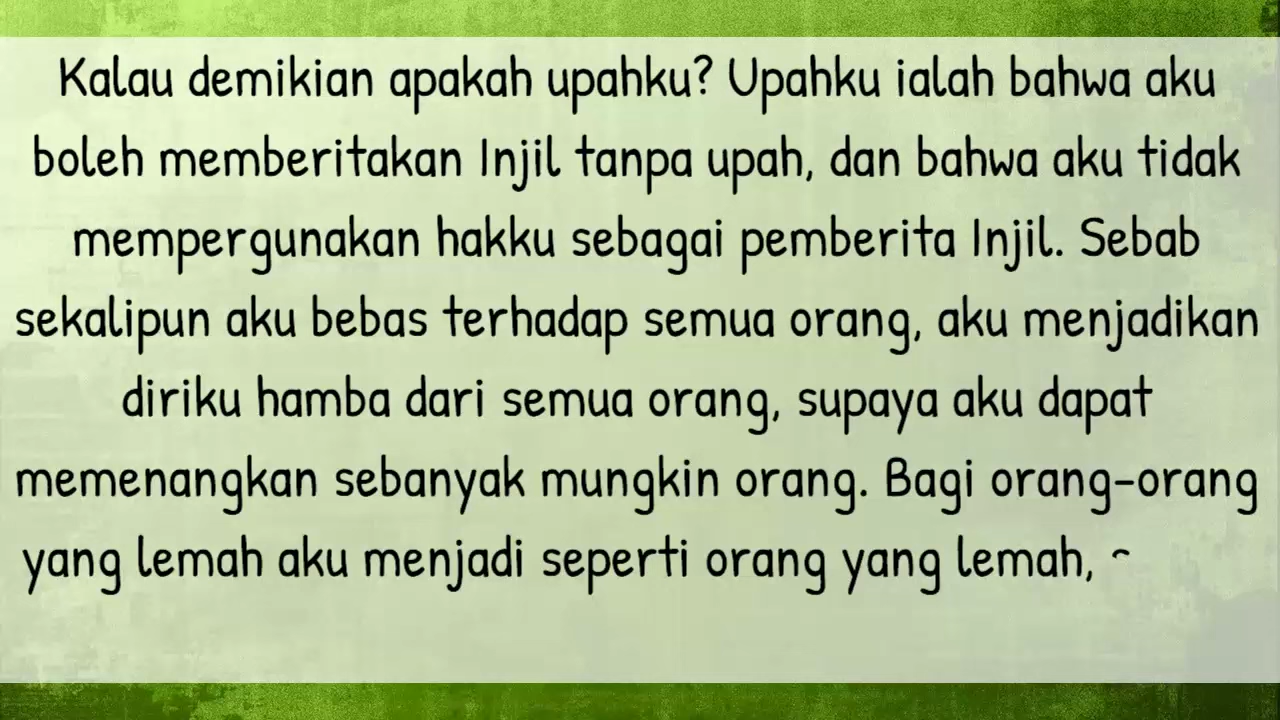 Kalau demikian apakah upahku? Upahku ialah bahwa aku
boleh memberitakan Injil tanpa upah, dan bahwa aku tidak
mempergunakan hakku sebagai pemberita Injil. Sebab
sekalipun aku bebas terhadap semua orang, aku menjadikan
diriku hamba dari semua orang, supaya aku dapat
memenangkan sebanyak mungkin orang. Bagi orang-orang
yang lemah aku menjadi seperti orang yang lemah,